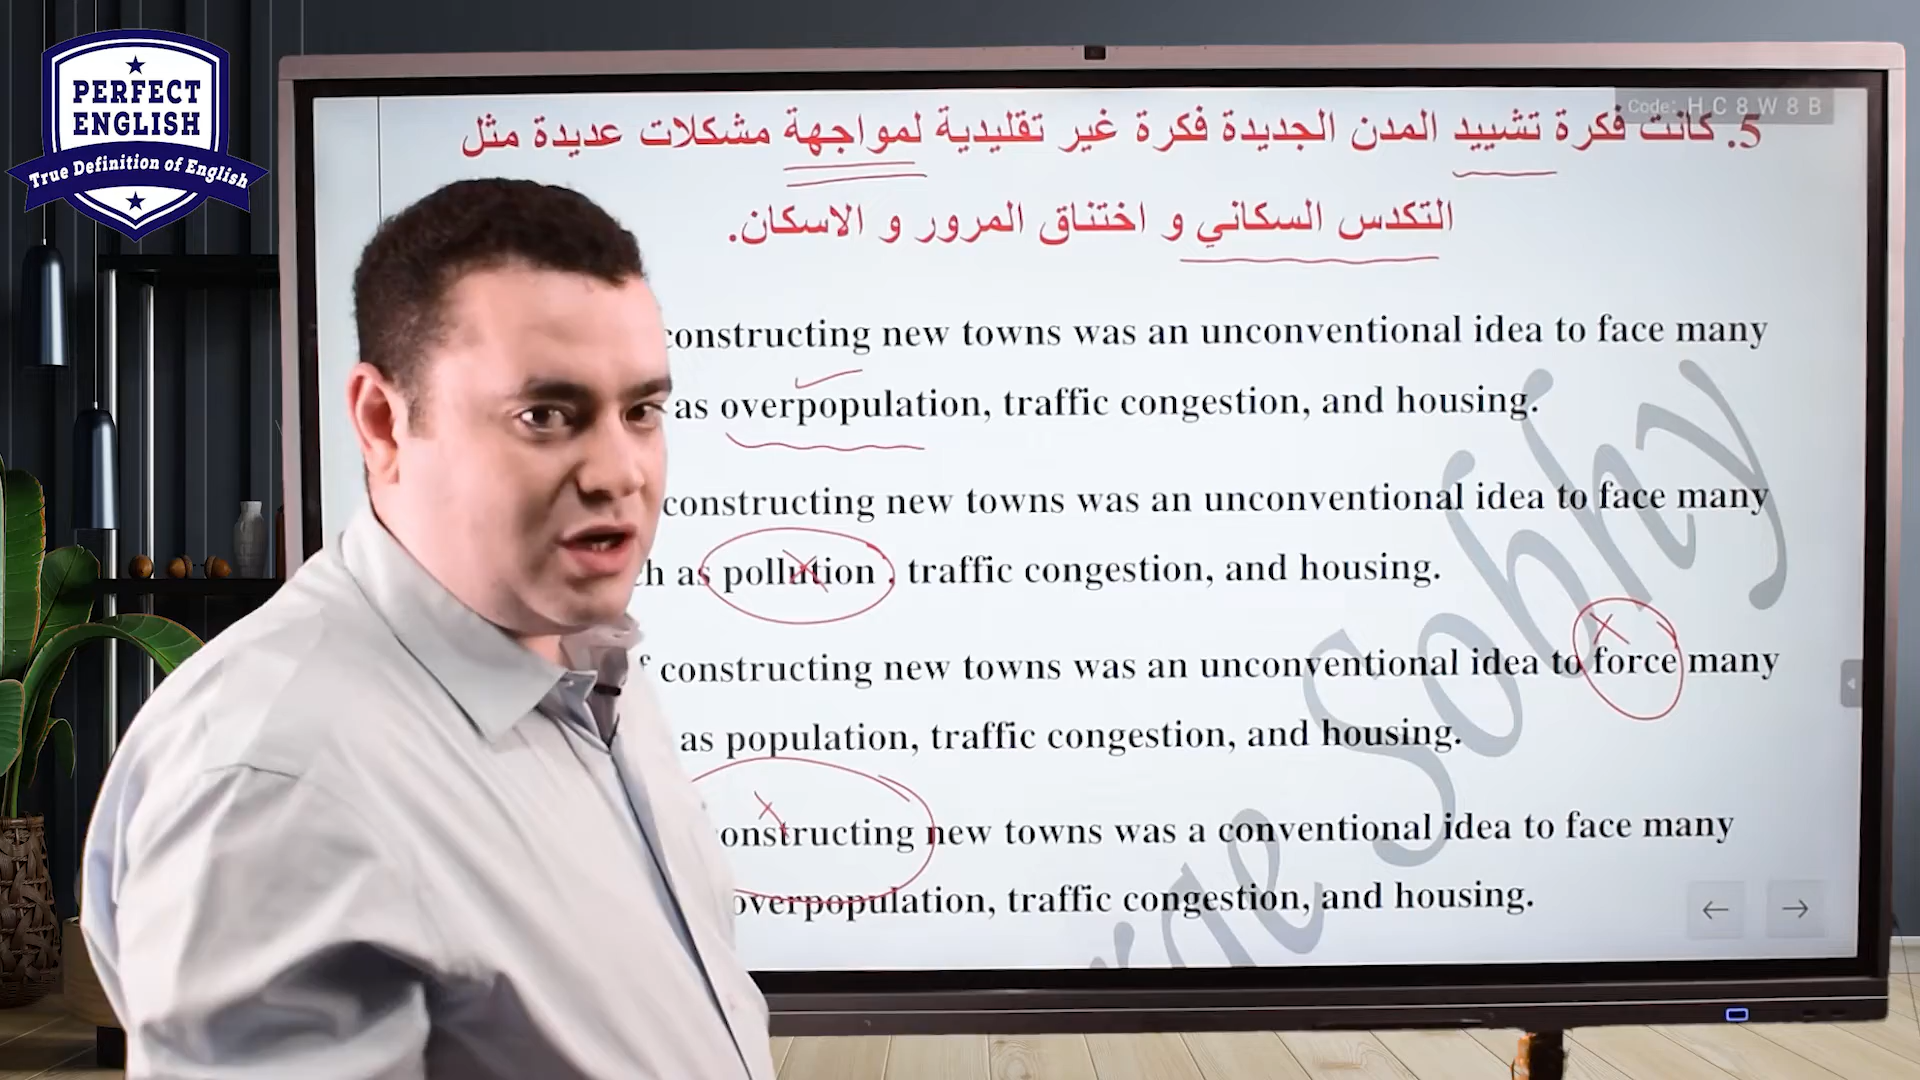 PERFECT
ENGLISH
True Definition of English
Code: HC8W8B
5. كانت فكرة تشييد المدن الجديدة فكرة غير تقليدية لمواجهة مشكلات عديدة مثل
التكدس السكاني و اختناق المرور و الاسكان.
constructing new towns was an unconventional idea to face many
as overpopulation, traffic congestion, and housing.
constructing new towns was an unconventional idea to face many
as pollution , traffic congestion, and housing.
constructing new towns was an unconventional idea to force many
as population, traffic congestion, and housing.
onstructing new towns was a conventional idea to face many
overpopulation, traffic congestion, and housing.
Sobhy